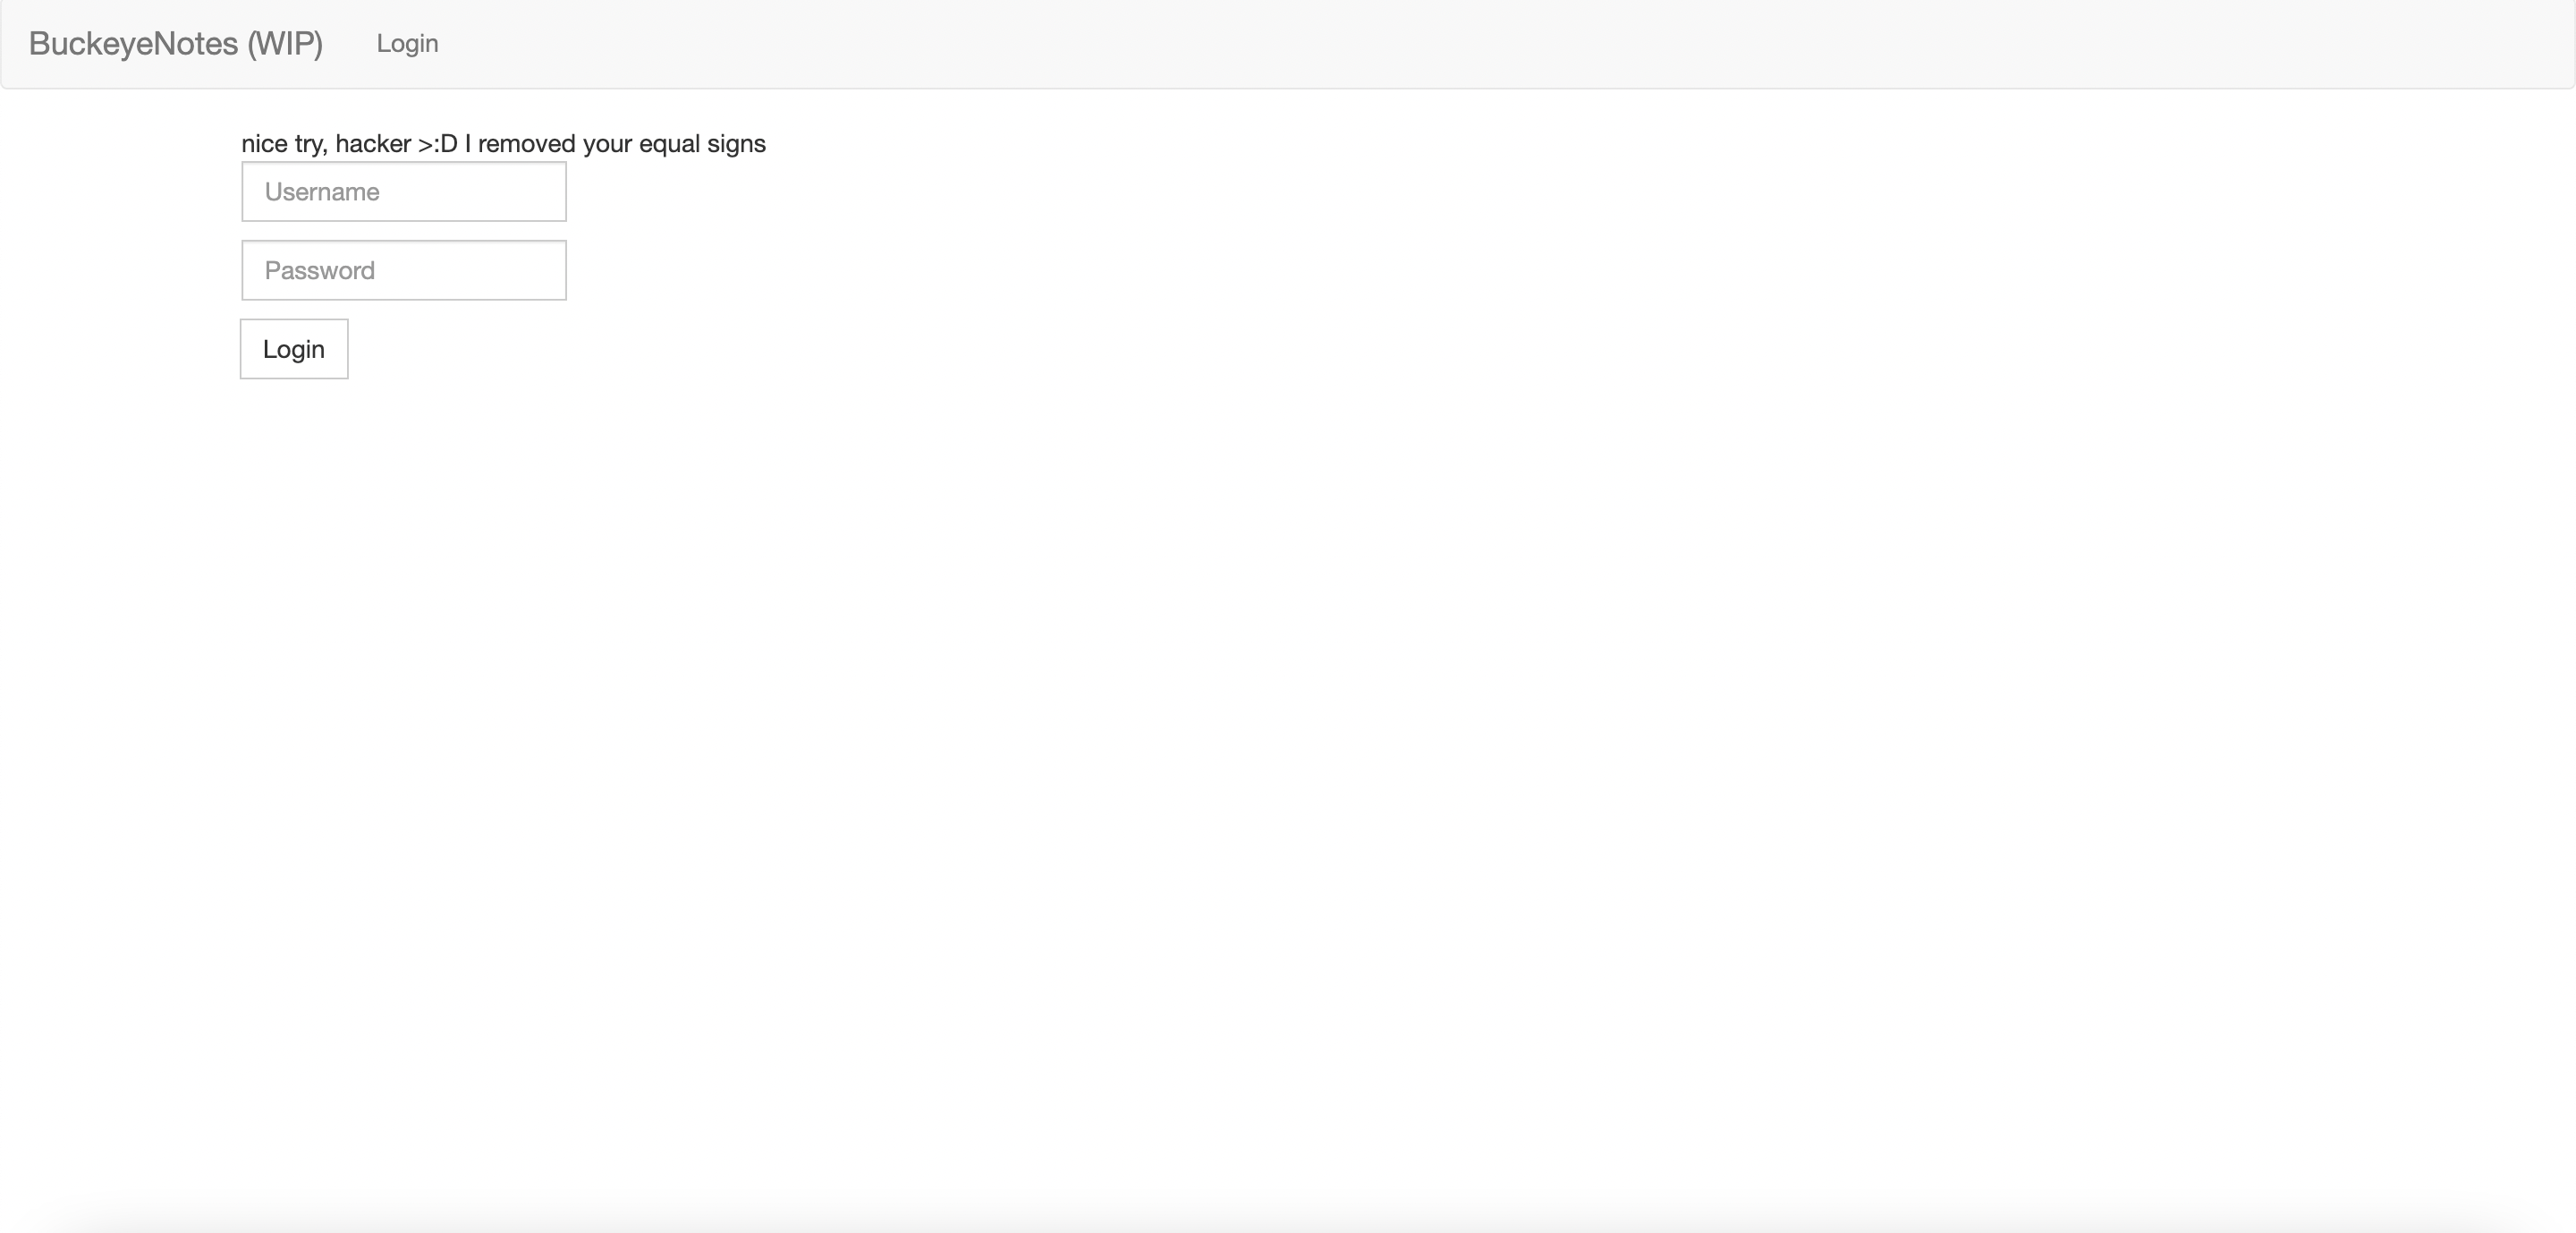 BuckeyeNotes (WIP) Login
nice try, hacker >:D I removed your equal signs
Username
Password
Login